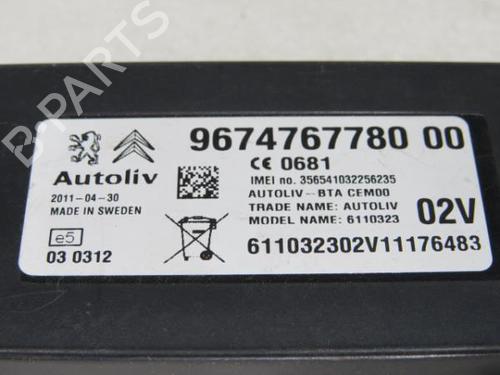 9674767780 00
CE 0681
Autoliv
IMEI no. 356541032256235
2011-04-30
AUTOLIV-BTA CEM00
MADE IN SWEDEN
TRADE NAME: AUTOLIV
MODEL NAME: 6110323
02V
e5
03 0312
611032302V11176483
B-PARTS
B-PARTS